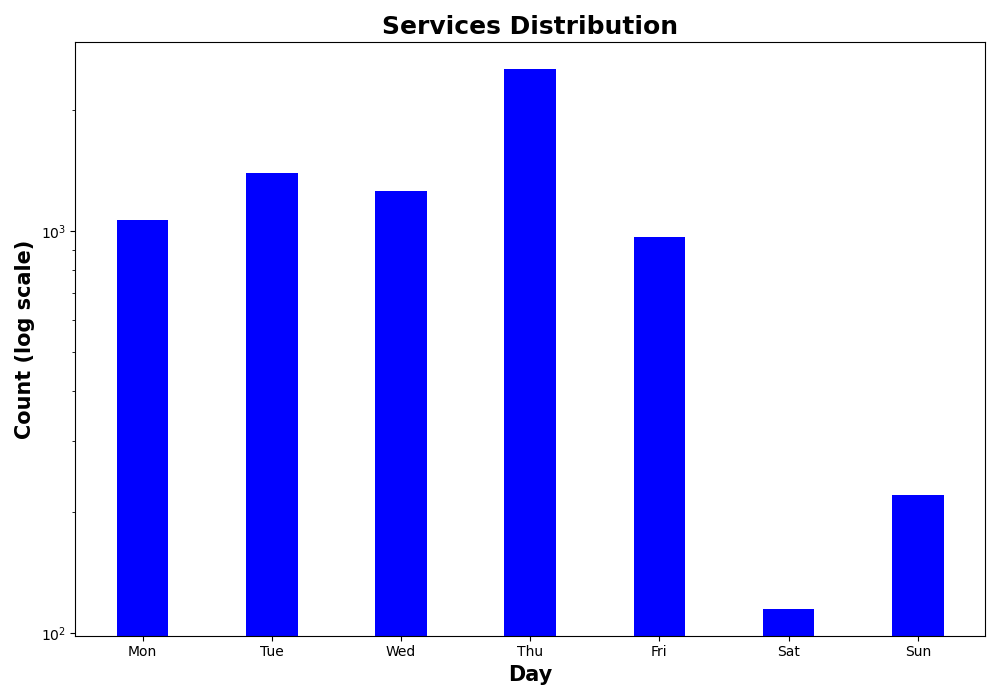 Services Distribution
Count (log scale)
10³
10²
Mon Tue Wed Thu Fri Sat Sun
Day